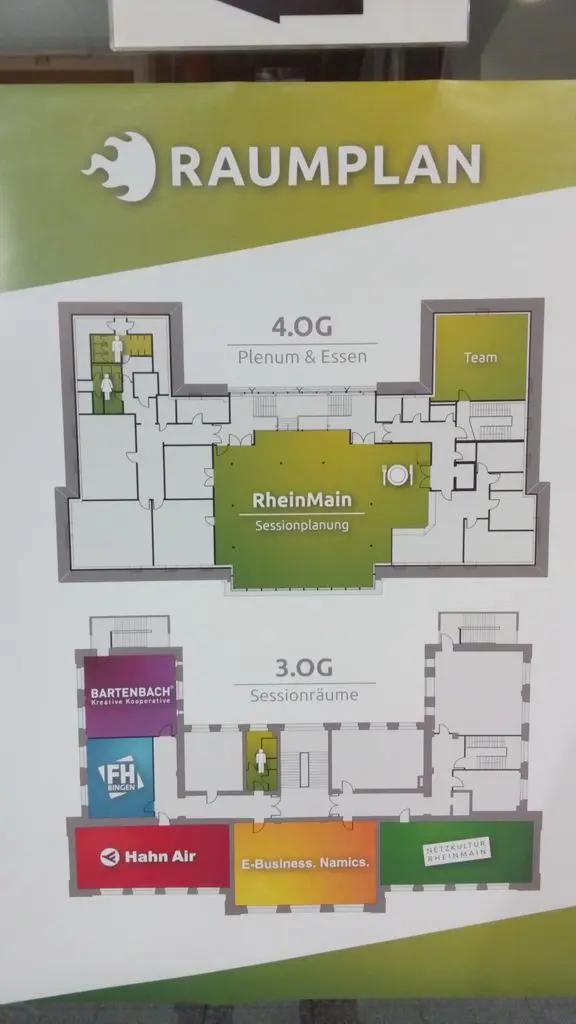 RAUMPLAN
4.OG
Plenum & Essen
Team
RheinMain
Sessionplanung
3.OG
Sessionräume
BARTENBACH®
Kreative Kooperative
FH
BINGEN
Hahn Air
E-Business. Namics.
NETZKULTUR
RHEINMAIN